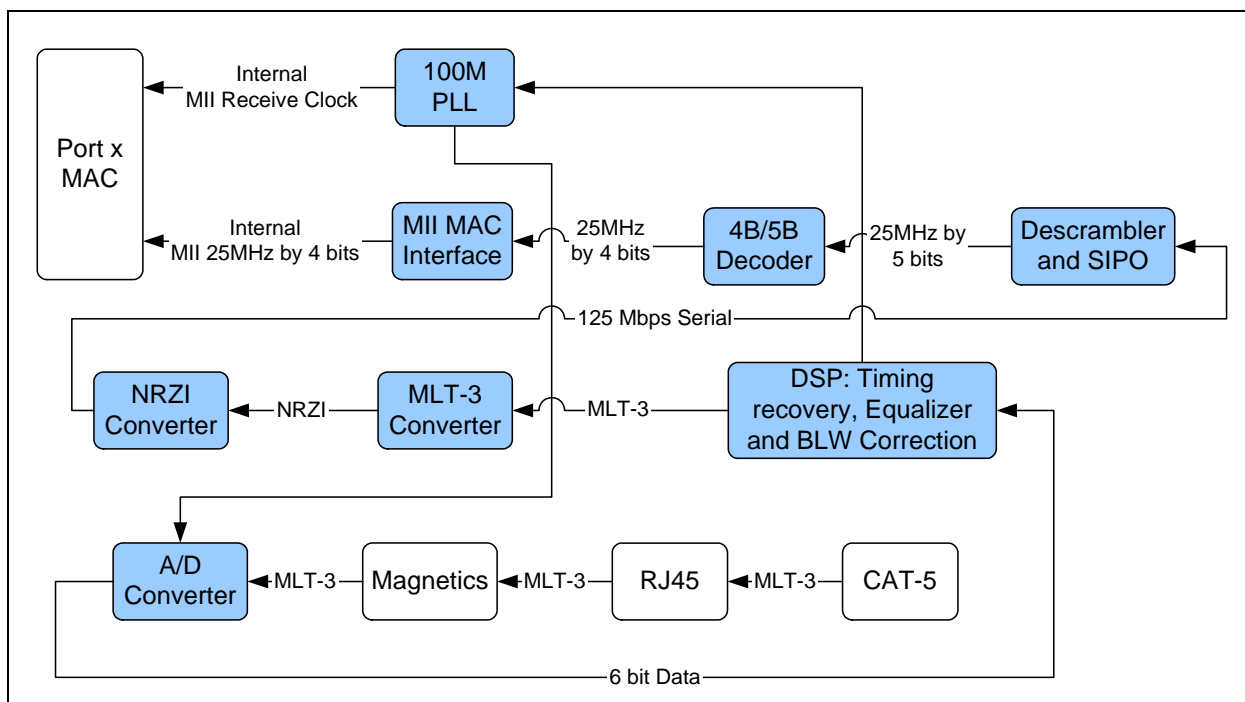 Internal
MII Receive Clock
100M
PLL
Port x
MAC
Internal
MII 25MHz by 4 bits
MII MAC
Interface
25MHz
by 4 bits
4B/5B
Decoder
25MHz by
5 bits
Descrambler
and SIPO
125 Mbps Serial
NRZI
Converter
NRZI
MLT-3
Converter
MLT-3
DSP: Timing
recovery, Equalizer
and BLW Correction
A/D
Converter
MLT-3
Magnetics
MLT-3
RJ45
MLT-3
CAT-5
6 bit Data